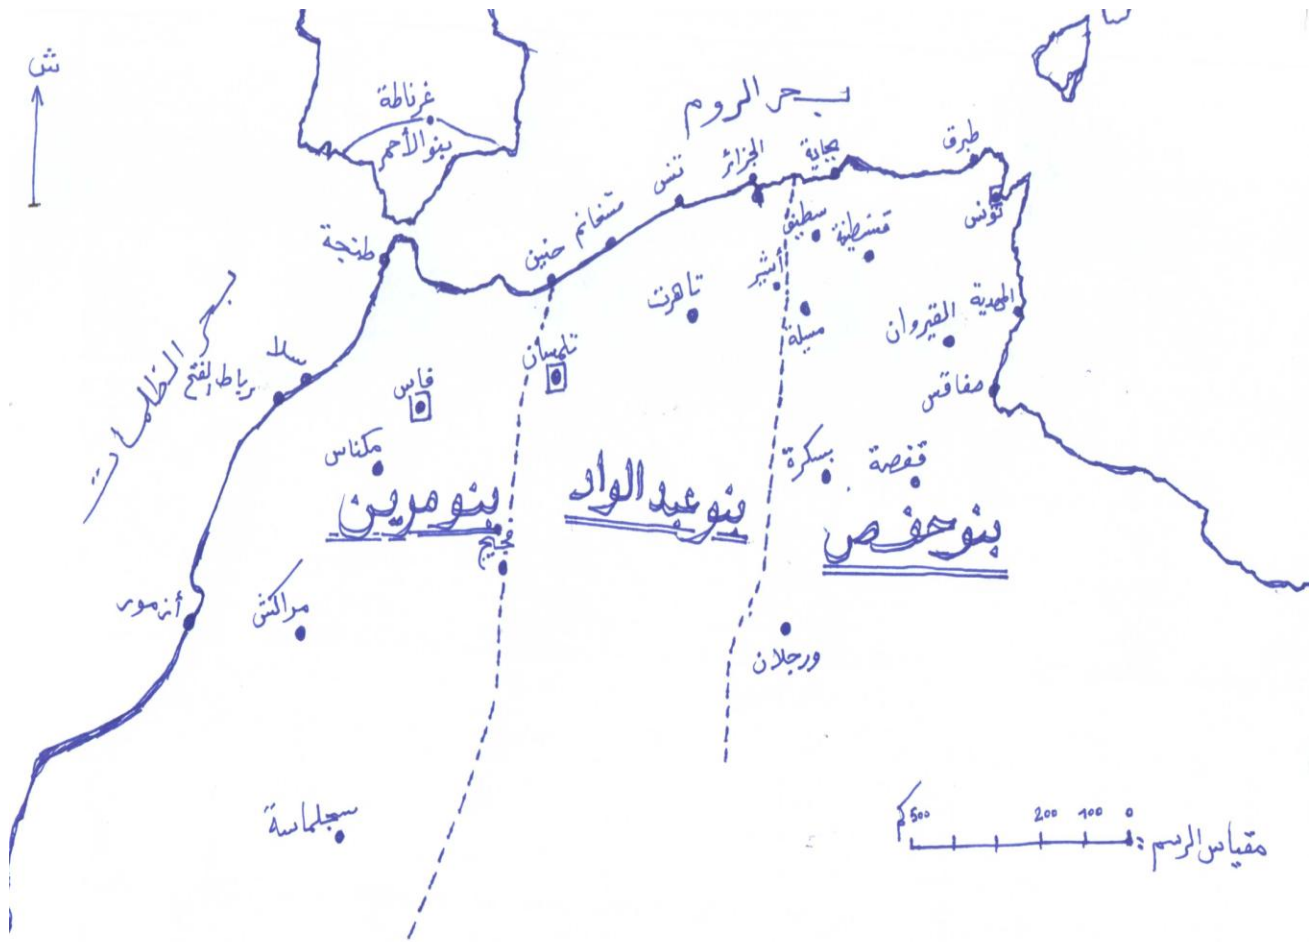 ش
غرناطة
بنو الأحمر
بحر الروم
طبرق
بجاية
الجزائر
تنس
مستغانم
حنين
طنجة
تونس
سطيف
قسنطينة
أشير
تاهرت
مسيلة
القيروان
المهدية
صفاقس
تلمسان
فاس
سلا
رباط الفتح
بحر الظلمات
مكناس
بسكرة
قفصة
بنو مرين
بنو عبد الواد
بنو حفص
فجيج
أزمور
مراكش
ورجلان
سجلماسة
مقياس الرسم: 0 100 200 500 كم